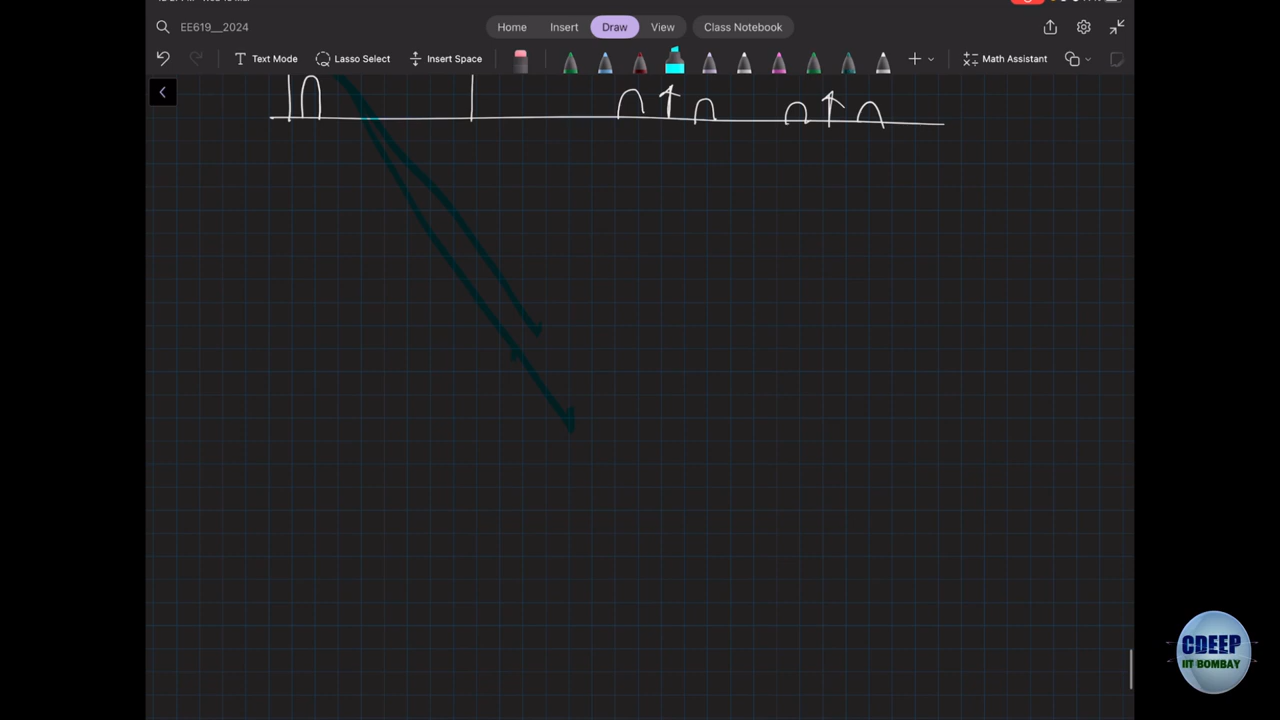 EE619__2024
Home Insert Draw View Class Notebook
Text Mode Lasso Select Insert Space Math Assistant
CDEEP
IIT BOMBAY